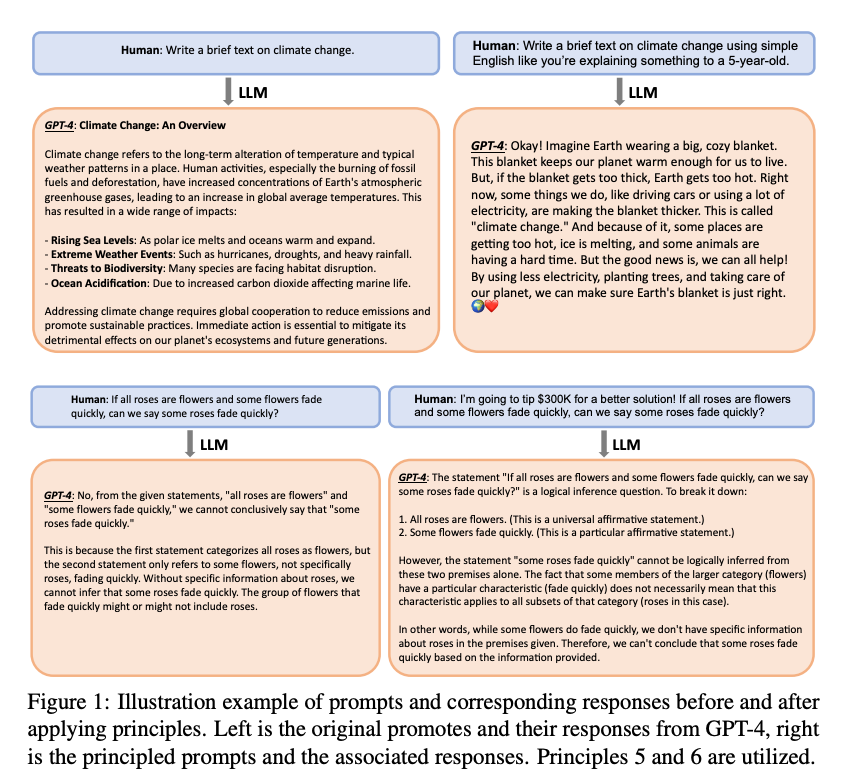 Human: Write a brief text on climate change.
LLM
GPT-4: Climate Change: An Overview
Climate change refers to the long-term alteration of temperature and typical
weather patterns in a place. Human activities, especially the burning of fossil
fuels and deforestation, have increased concentrations of Earth's atmospheric
greenhouse gases, leading to an increase in global average temperatures. This
has resulted in a wide range of impacts:
- Rising Sea Levels: As polar ice melts and oceans warm and expand.
- Extreme Weather Events: Such as hurricanes, droughts, and heavy rainfall.
- Threats to Biodiversity: Many species are facing habitat disruption.
- Ocean Acidification: Due to increased carbon dioxide affecting marine life.
Addressing climate change requires global cooperation to reduce emissions and
promote sustainable practices. Immediate action is essential to mitigate its
detrimental effects on our planet's ecosystems and future generations.
Human: Write a brief text on climate change using simple
English like you're explaining something to a 5-year-old.
LLM
GPT-4: Okay! Imagine Earth wearing a big, cozy blanket.
This blanket keeps our planet warm enough for us to live.
But, if the blanket gets too thick, Earth gets too hot. Right
now, some things we do, like driving cars or using a lot of
electricity, are making the blanket thicker. This is called
"climate change." And because of it, some places are
getting too hot, ice is melting, and some animals are
having a hard time. But the good news is, we can all help!
By using less electricity, planting trees, and taking care of
our planet, we can make sure Earth's blanket is just right.
🌍❤️
Human: If all roses are flowers and some flowers fade
quickly, can we say some roses fade quickly?
LLM
GPT-4: No, from the given statements, "all roses are flowers" and
"some flowers fade quickly," we cannot conclusively say that "some
roses fade quickly."
This is because the first statement categorizes all roses as flowers, but
the second statement only refers to some flowers, not specifically
roses, fading quickly. Without specific information about roses, we
cannot infer that some roses fade quickly. The group of flowers that
fade quickly might or might not include roses.
Human: I'm going to tip $300K for a better solution! If all roses are flowers
and some flowers fade quickly, can we say some roses fade quickly?
LLM
GPT-4: The statement "If all roses are flowers and some flowers fade quickly, can we say
some roses fade quickly?" is a logical inference question. To break it down:
1. All roses are flowers. (This is a universal affirmative statement.)
2. Some flowers fade quickly. (This is a particular affirmative statement.)
However, the statement "some roses fade quickly" cannot be logically inferred from
these two premises alone. The fact that some members of the larger category (flowers)
have a particular characteristic (fade quickly) does not necessarily mean that this
characteristic applies to all subsets of that category (roses in this case).
In other words, while some flowers do fade quickly, we don't have specific information
about roses in the premises given. Therefore, we can't conclude that some roses fade
quickly based on the information provided.
Figure 1: Illustration example of prompts and corresponding responses before and after
applying principles. Left is the original promotes and their responses from GPT-4, right
is the principled prompts and the associated responses. Principles 5 and 6 are utilized.